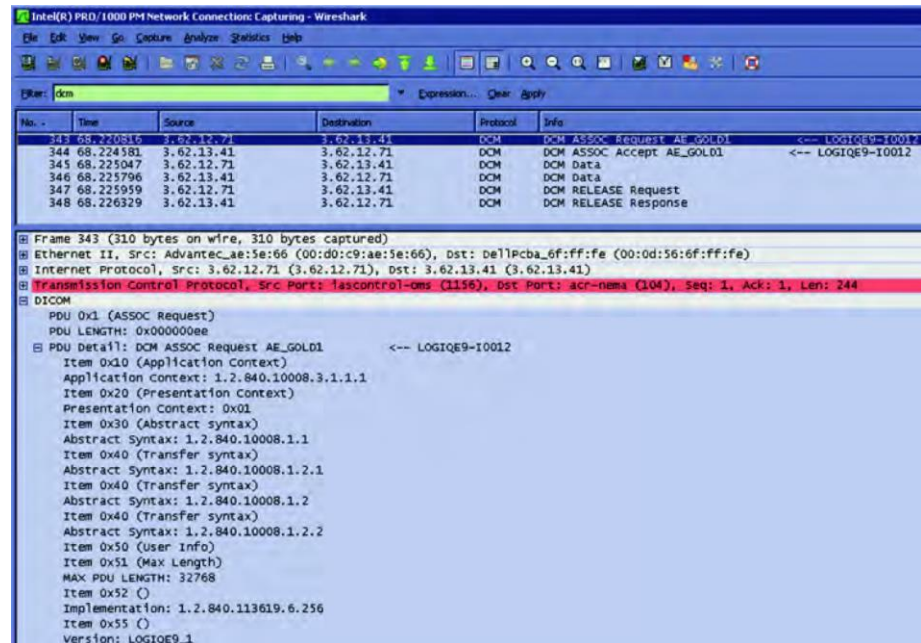 Intel(R) PRO/1000 PM Network Connection: Capturing - Wireshark
File Edit View Go Capture Analyze Statistics Help
Filter: dcm Expression... Clear Apply
No. . Time Source Destination Protocol Info
343 68.220816 3.62.12.71 3.62.13.41 DCM DCM ASSOC Request AE_GOLD1 <-- LOGIQE9-I0012
344 68.224581 3.62.13.41 3.62.12.71 DCM DCM ASSOC Accept AE_GOLD1 <-- LOGIQE9-I0012
345 68.225047 3.62.12.71 3.62.13.41 DCM DCM Data
346 68.225796 3.62.13.41 3.62.12.71 DCM DCM Data
347 68.225959 3.62.12.71 3.62.13.41 DCM DCM RELEASE Request
348 68.226329 3.62.13.41 3.62.12.71 DCM DCM RELEASE Response
Frame 343 (310 bytes on wire, 310 bytes captured)
Ethernet II, Src: Advantec_ae:5e:66 (00:d0:c9:ae:5e:66), Dst: DellPcba_6f:ff:fe (00:0d:56:6f:ff:fe)
Internet Protocol, Src: 3.62.12.71 (3.62.12.71), Dst: 3.62.13.41 (3.62.13.41)
Transmission Control Protocol, Src Port: iascontrol-oms (1156), Dst Port: acr-nema (104), Seq: 1, Ack: 1, Len: 244
DICOM
PDU 0x1 (ASSOC Request)
PDU LENGTH: 0x000000ee
PDU Detail: DCM ASSOC Request AE_GOLD1 <-- LOGIQE9-I0012
Item 0x10 (Application Context)
Application Context: 1.2.840.10008.3.1.1.1
Item 0x20 (Presentation Context)
Presentation Context: 0x01
Item 0x30 (Abstract syntax)
Abstract Syntax: 1.2.840.10008.1.1
Item 0x40 (Transfer syntax)
Abstract Syntax: 1.2.840.10008.1.2.1
Item 0x40 (Transfer syntax)
Abstract Syntax: 1.2.840.10008.1.2
Item 0x40 (Transfer syntax)
Abstract Syntax: 1.2.840.10008.1.2.2
Item 0x50 (User Info)
Item 0x51 (Max Length)
MAX PDU LENGTH: 32768
Item 0x52 ()
Implementation: 1.2.840.113619.6.256
Item 0x55 ()
Version: LOGIQE9_1